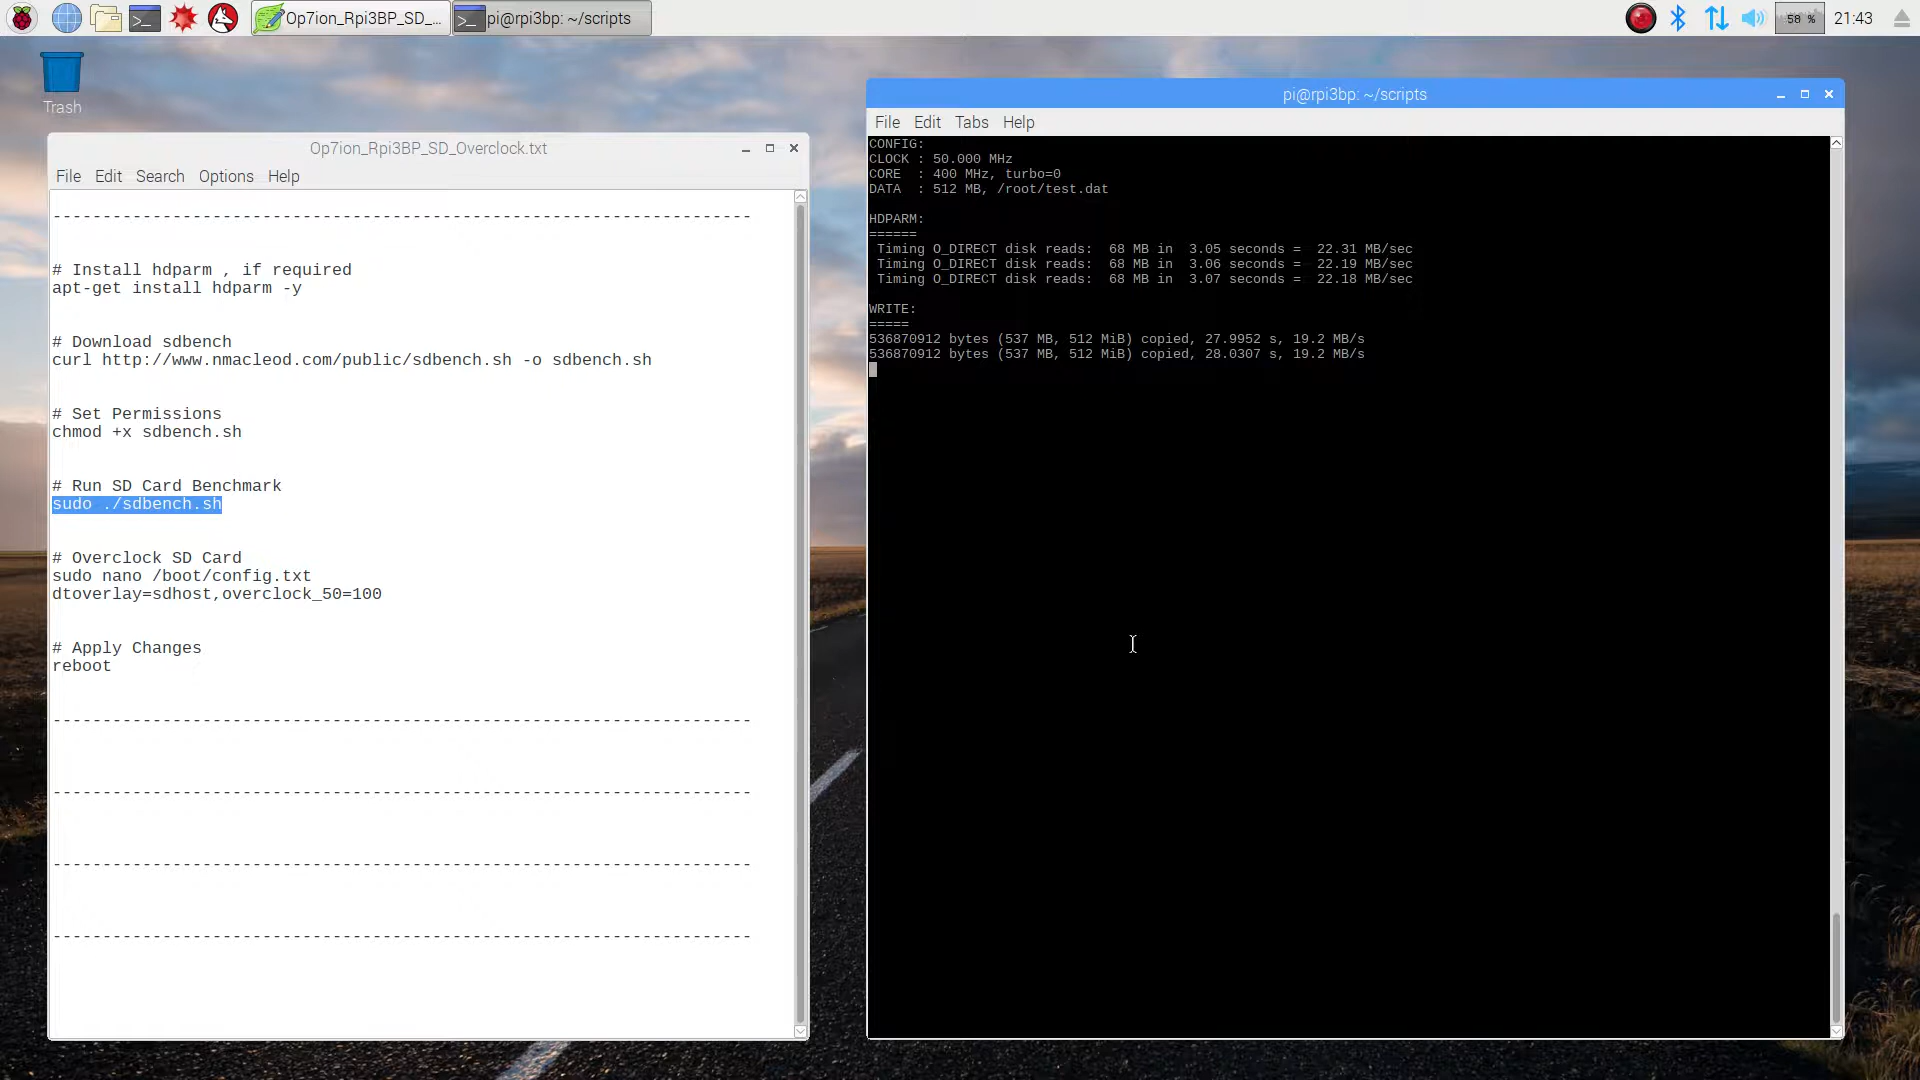 Op7ion_Rpi3BP_SD_...
pi@rpi3bp: ~/scripts
58 %
21:43
Trash
Op7ion_Rpi3BP_SD_Overclock.txt
File Edit Search Options Help
----------------------------------------------------------------------
# Install hdparm , if required
apt-get install hdparm -y
# Download sdbench
curl http://www.nmacleod.com/public/sdbench.sh -o sdbench.sh
# Set Permissions
chmod +x sdbench.sh
# Run SD Card Benchmark
sudo ./sdbench.sh
# Overclock SD Card
sudo nano /boot/config.txt
dtoverlay=sdhost,overclock_50=100
# Apply Changes
reboot
----------------------------------------------------------------------
----------------------------------------------------------------------
----------------------------------------------------------------------
----------------------------------------------------------------------
pi@rpi3bp: ~/scripts
File Edit Tabs Help
CONFIG:
CLOCK : 50.000 MHz
CORE  : 400 MHz, turbo=0
DATA  : 512 MB, /root/test.dat
HDPARM:
======
Timing O_DIRECT disk reads:  68 MB in  3.05 seconds =  22.31 MB/sec
Timing O_DIRECT disk reads:  68 MB in  3.06 seconds =  22.19 MB/sec
Timing O_DIRECT disk reads:  68 MB in  3.07 seconds =  22.18 MB/sec
WRITE:
=====
536870912 bytes (537 MB, 512 MiB) copied, 27.9952 s, 19.2 MB/s
536870912 bytes (537 MB, 512 MiB) copied, 28.0307 s, 19.2 MB/s